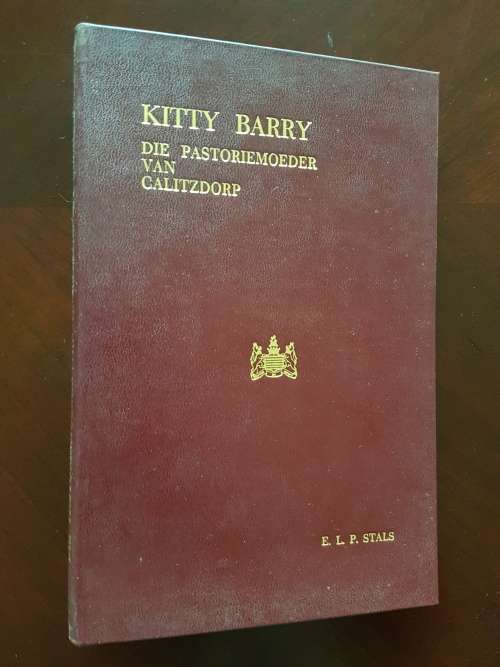 KITTY BARRY
DIE PASTORIEMOEDER
VAN
CALITZDORP
E. L. P. STALS